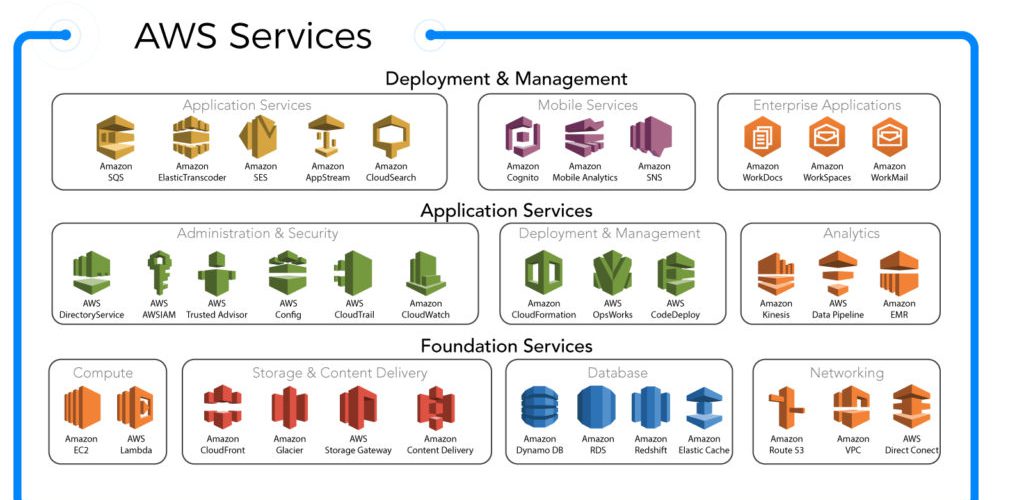 AWS Services
Deployment & Management
Application Services
Amazon SQS
Amazon ElasticTranscoder
Amazon SES
Amazon AppStream
Amazon CloudSearch
Mobile Services
Amazon Cognito
Amazon Mobile Analytics
Amazon SNS
Enterprise Applications
Amazon WorkDocs
Amazon WorkSpaces
Amazon WorkMail
Application Services
Administration & Security
AWS DirectoryService
AWS AWSIAM
AWS Trusted Advisor
AWS Config
AWS CloudTrail
Amazon CloudWatch
Deployment & Management
Amazon CloudFormation
AWS OpsWorks
AWS CodeDeploy
Analytics
Amazon Kinesis
AWS Data Pipeline
Amazon EMR
Foundation Services
Compute
Amazon EC2
AWS Lambda
Storage & Content Delivery
Amazon CloudFront
Amazon Glacier
AWS Storage Gateway
Amazon Content Delivery
Database
Amazon Dynamo DB
Amazon RDS
Amazon Redshift
Amazon Elastic Cache
Networking
Amazon Route S3
Amazon VPC
AWS Direct Conect